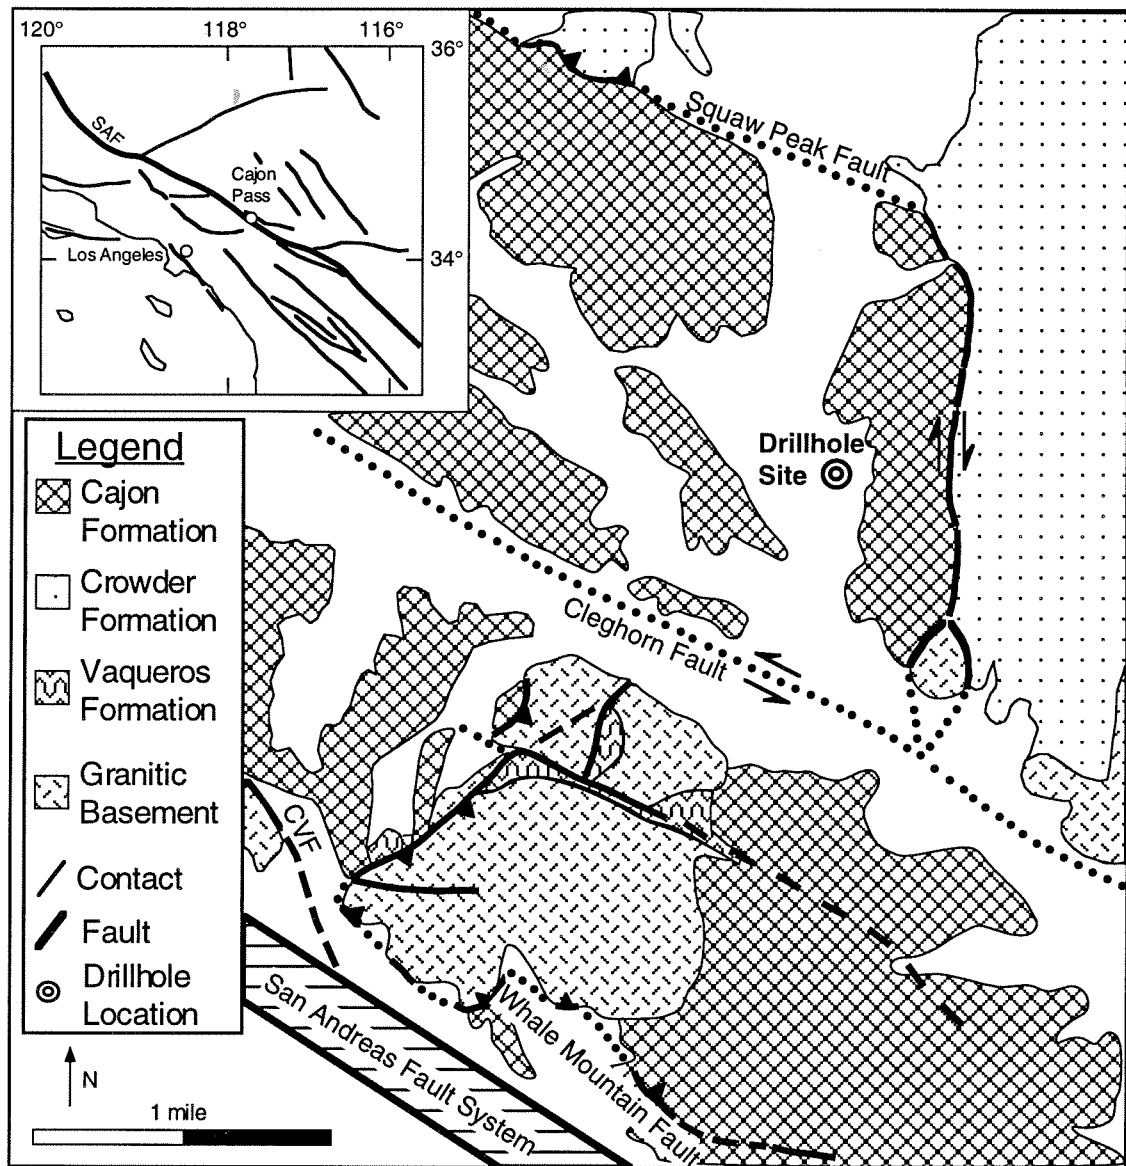 120°
118°
116°
36°
SAF
Cajon
Pass
Los Angeles
34°
Squaw Peak Fault
Drillhole
Site
Cleghorn Fault
Legend
Cajon
Formation
Crowder
Formation
Vaqueros
Formation
Granitic
Basement
Contact
Fault
Drillhole
Location
CVF
San Andreas Fault System
Whale Mountain Fault
N
1 mile